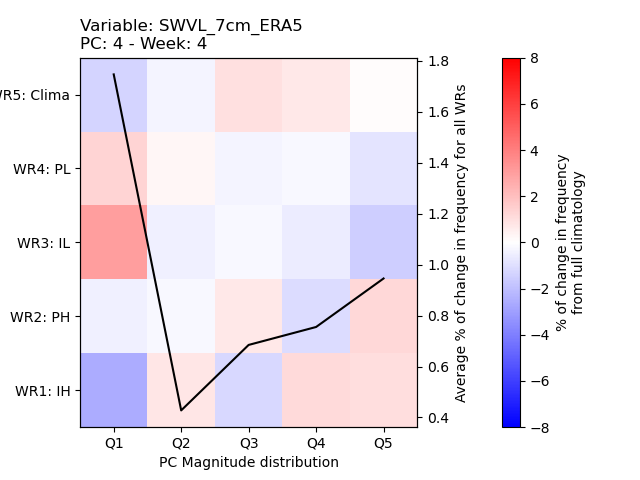 Variable: SWVL_7cm_ERA5
PC: 4 - Week: 4
R5: Clima
WR4: PL
WR3: IL
WR2: PH
WR1: IH
Q1 Q2 Q3 Q4 Q5
PC Magnitude distribution
1.8
1.6
1.4
1.2
1.0
0.8
0.6
0.4
Average % of change in frequency for all WRs
8
6
4
2
0
−2
−4
−6
−8
% of change in frequency
from full climatology